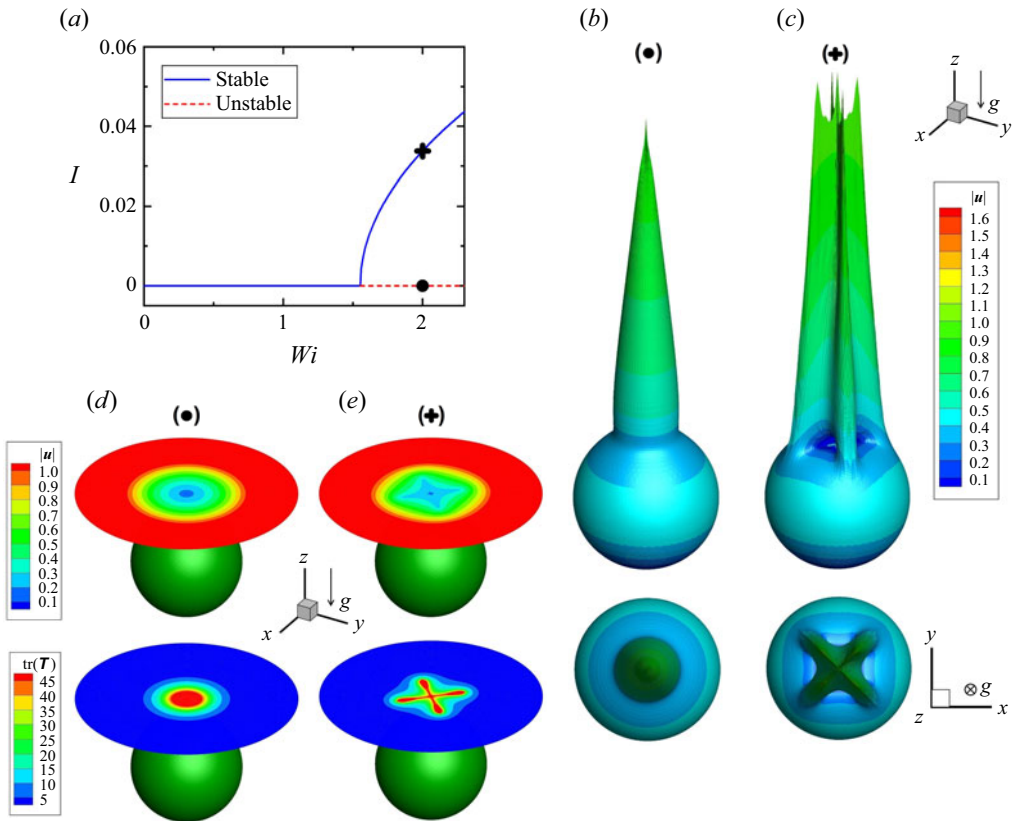 (a)
0.06
0.04
0.02
0
I
Stable
Unstable
0
1
2
Wi
(b)
(c)
z
g
x
y
|u|
1.6
1.5
1.4
1.3
1.2
1.1
1.0
0.9
0.8
0.7
0.6
0.5
0.4
0.3
0.2
0.1
(d)
(e)
|u|
1.0
0.9
0.8
0.7
0.6
0.5
0.4
0.3
0.2
0.1
z
g
x
y
tr(T)
45
40
35
30
25
20
15
10
5
y
g
z
x